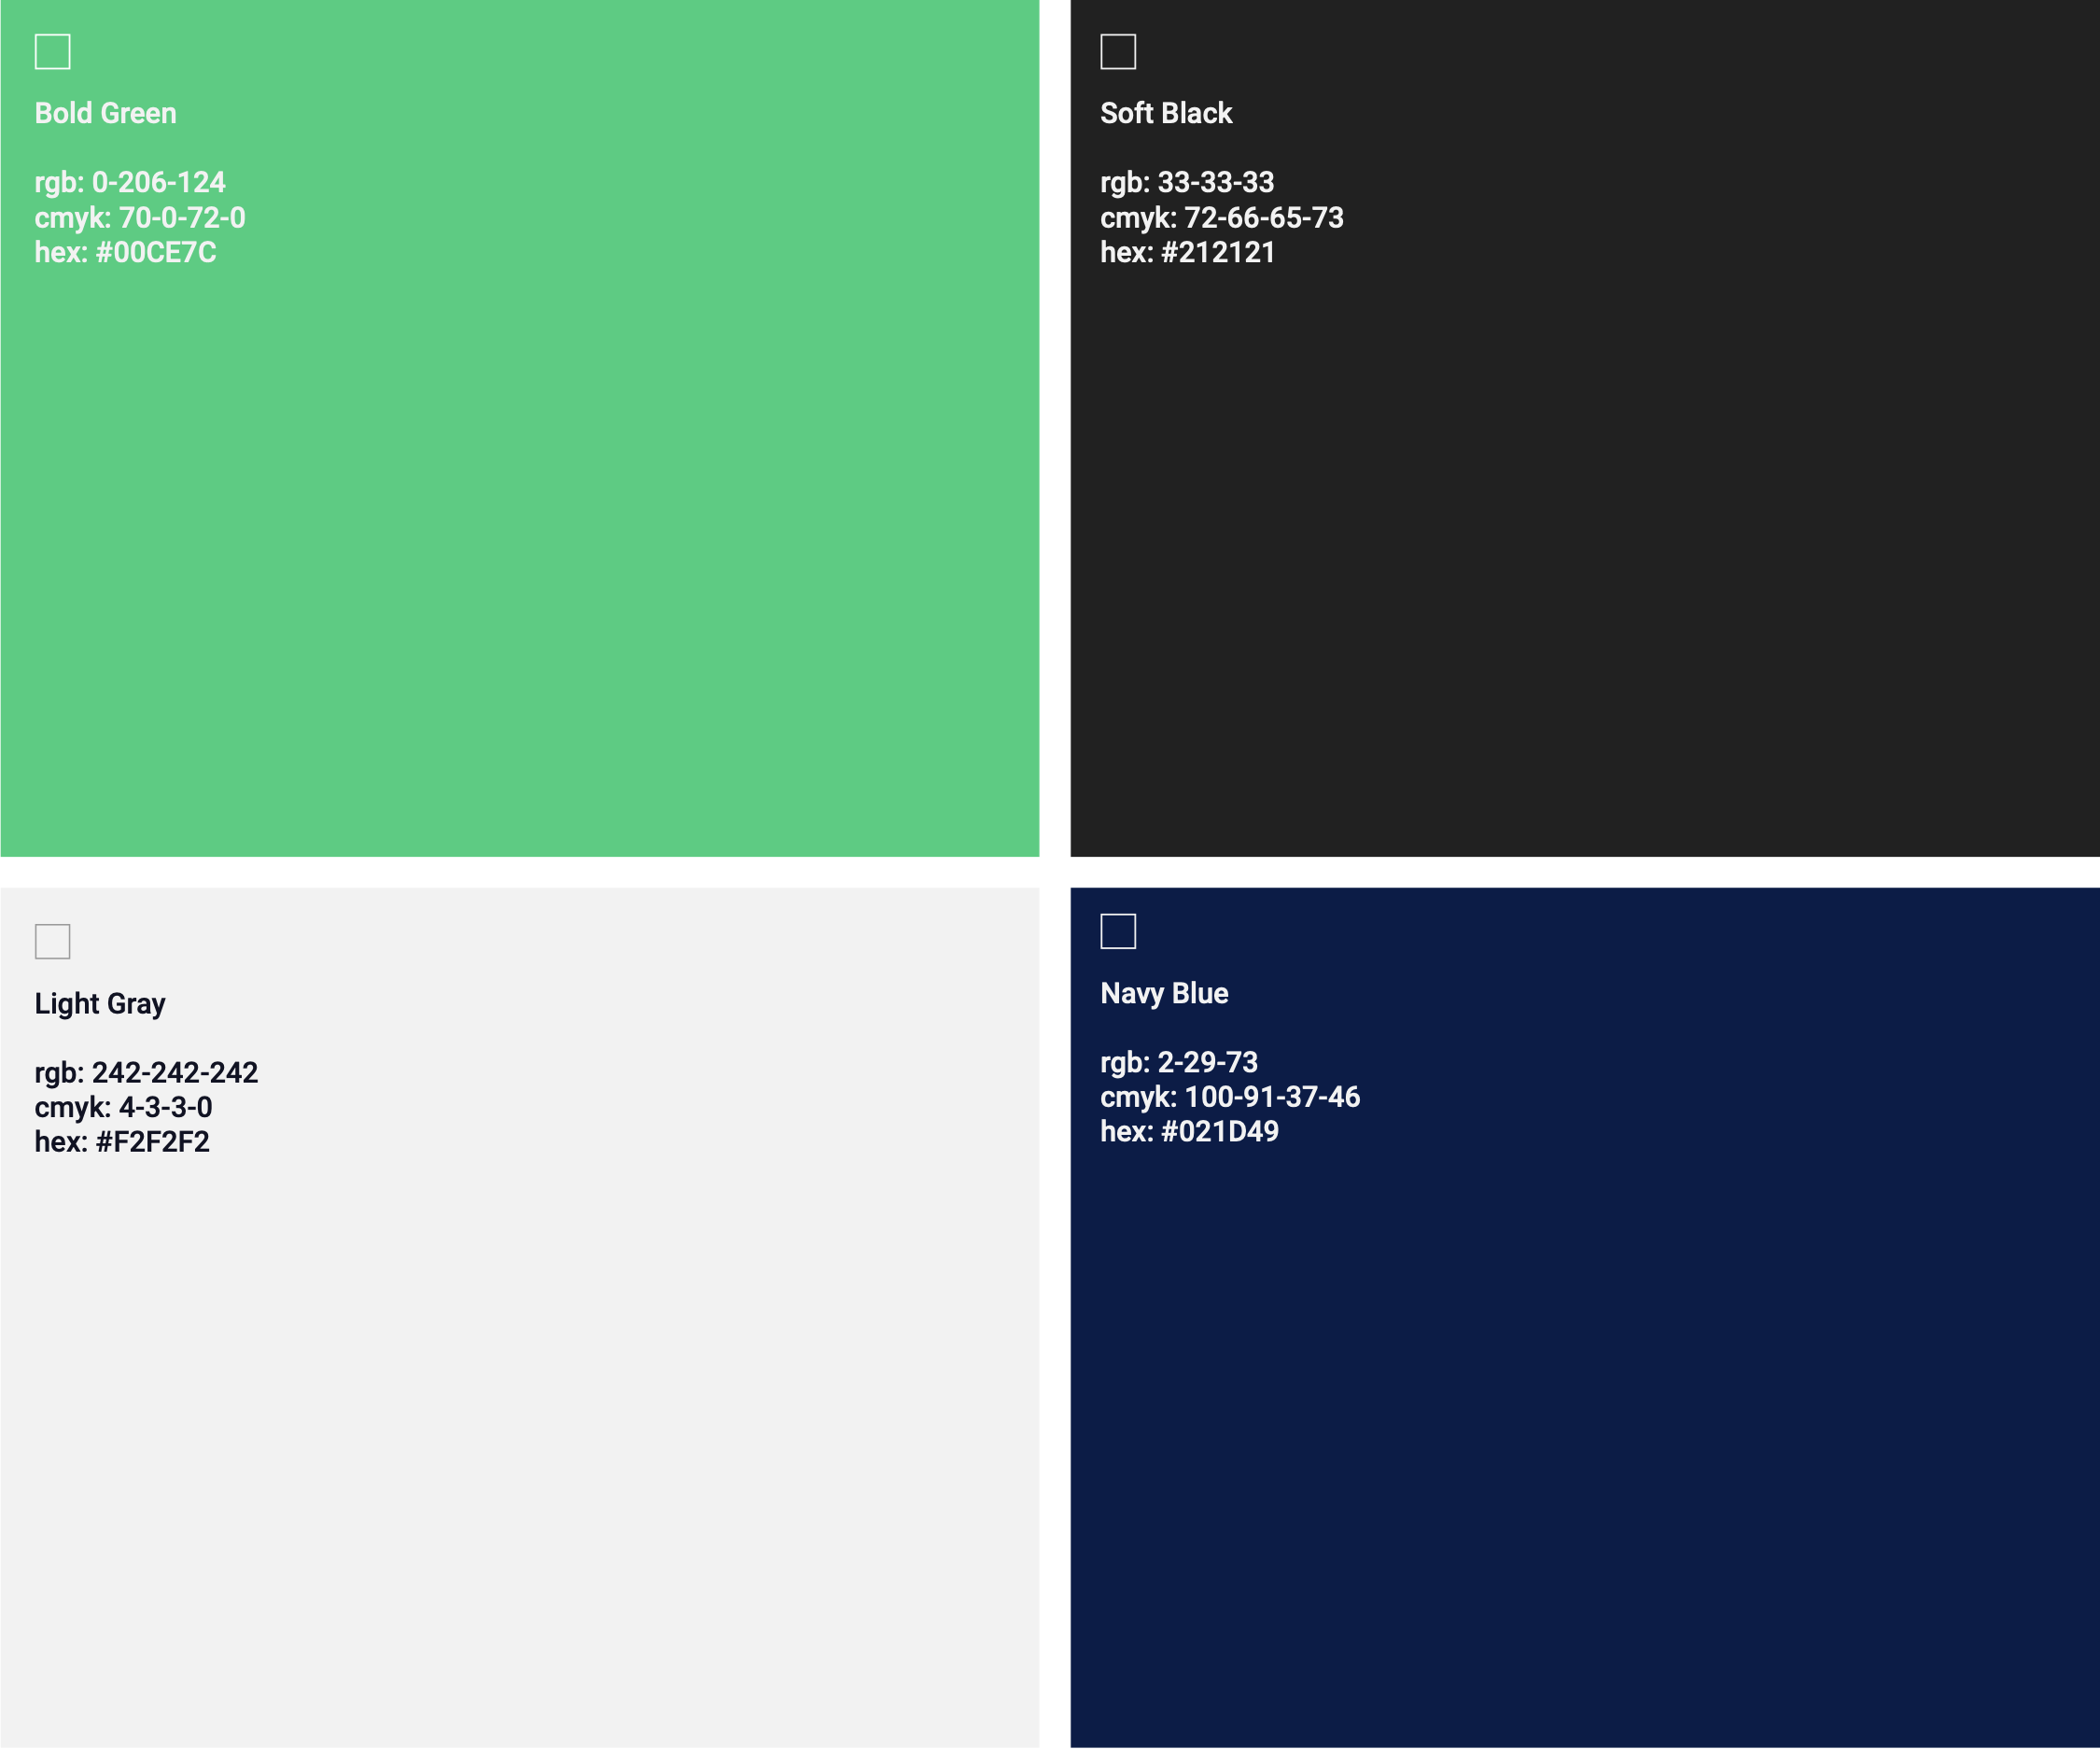 Bold Green
rgb: 0-206-124
cmyk: 70-0-72-0
hex: #00CE7C
Soft Black
rgb: 33-33-33
cmyk: 72-66-65-73
hex: #212121
Light Gray
rgb: 242-242-242
cmyk: 4-3-3-0
hex: #F2F2F2
Navy Blue
rgb: 2-29-73
cmyk: 100-91-37-46
hex: #021D49